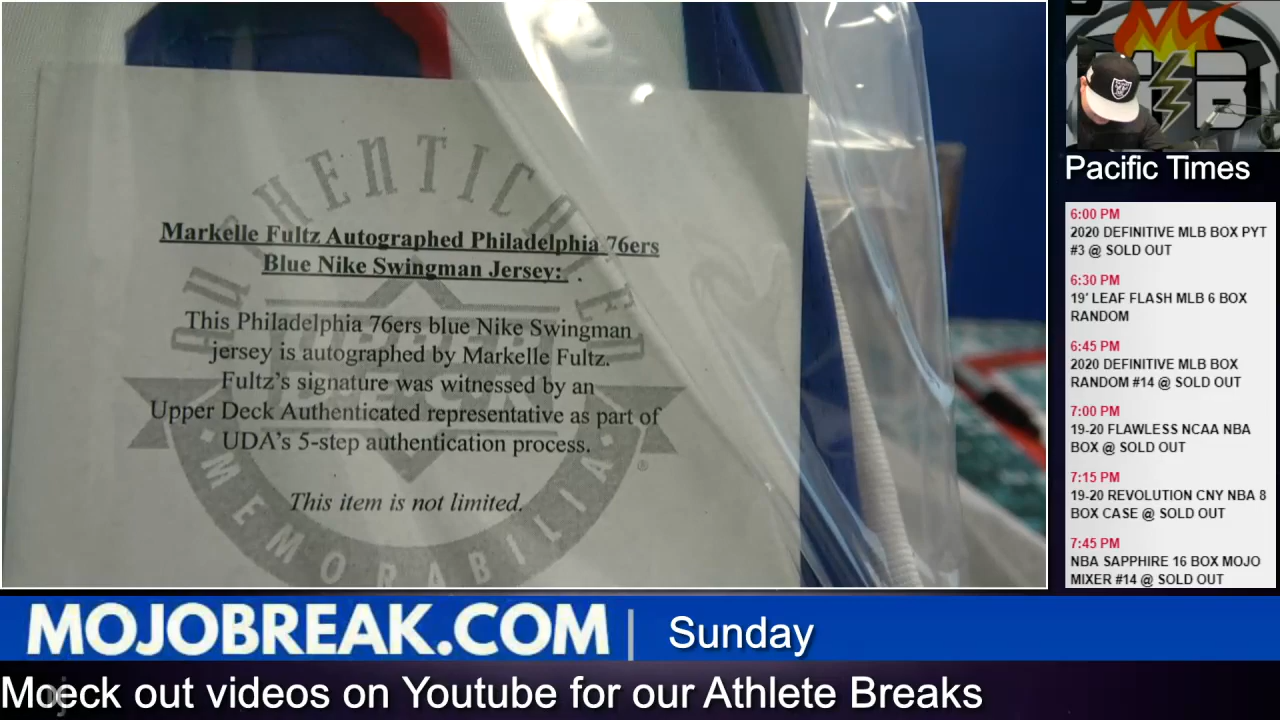 AUTHENTICATED
Markelle Fultz Autographed Philadelphia 76ers
Blue Nike Swingman Jersey:
This Philadelphia 76ers blue Nike Swingman
jersey is autographed by Markelle Fultz.
Fultz's signature was witnessed by an
Upper Deck Authenticated representative as part of
UDA's 5-step authentication process.
This item is not limited.
MEMORABILIA
®
B
Pacific Times
6:00 PM
2020 DEFINITIVE MLB BOX PYT
#3 @ SOLD OUT
6:30 PM
19' LEAF FLASH MLB 6 BOX
RANDOM
6:45 PM
2020 DEFINITIVE MLB BOX
RANDOM #14 @ SOLD OUT
7:00 PM
19-20 FLAWLESS NCAA NBA
BOX @ SOLD OUT
7:15 PM
19-20 REVOLUTION CNY NBA 8
BOX CASE @ SOLD OUT
7:45 PM
NBA SAPPHIRE 16 BOX MOJO
MIXER #14 @ SOLD OUT
MOJOBREAK.COM | Sunday
out videos on Youtube for our Athlete Breaks